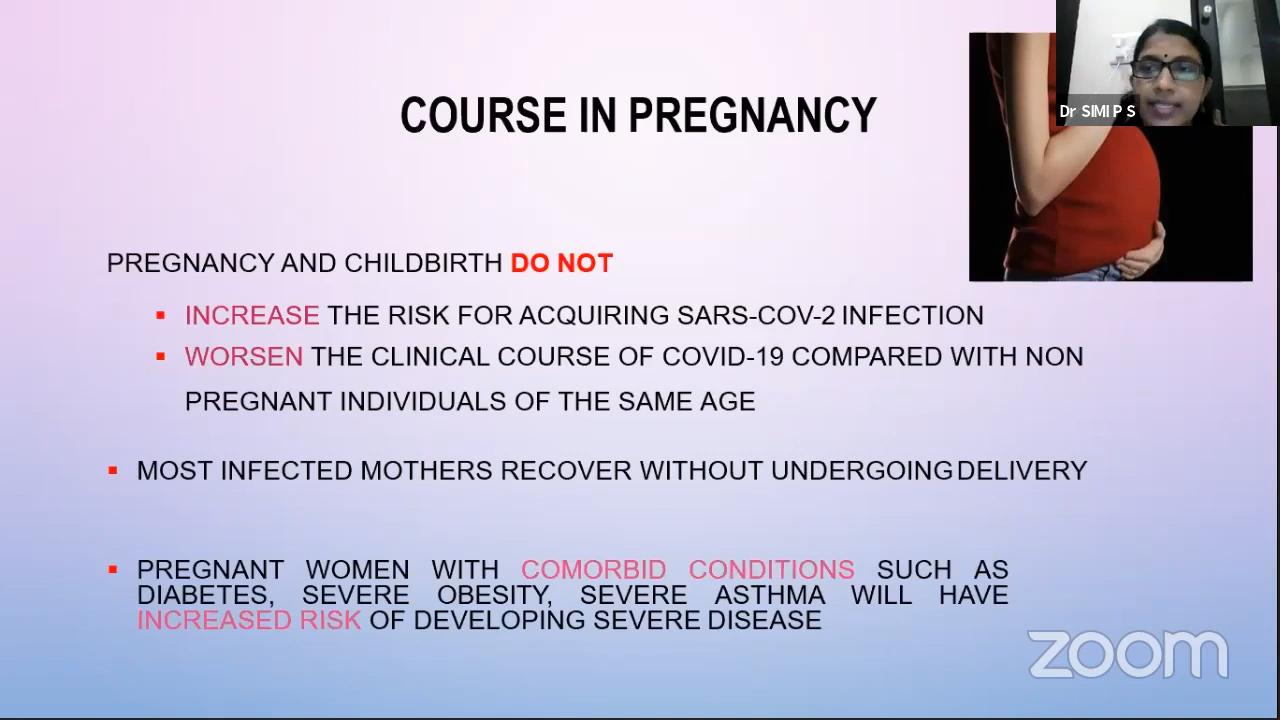 Dr SIMI P S
COURSE IN PREGNANCY
PREGNANCY AND CHILDBIRTH DO NOT
INCREASE THE RISK FOR ACQUIRING SARS-COV-2 INFECTION
WORSEN THE CLINICAL COURSE OF COVID-19 COMPARED WITH NON
PREGNANT INDIVIDUALS OF THE SAME AGE
MOST INFECTED MOTHERS RECOVER WITHOUT UNDERGOING DELIVERY
PREGNANT WOMEN WITH COMORBID CONDITIONS SUCH AS
DIABETES, SEVERE OBESITY, SEVERE ASTHMA WILL HAVE
INCREASED RISK OF DEVELOPING SEVERE DISEASE
zoom